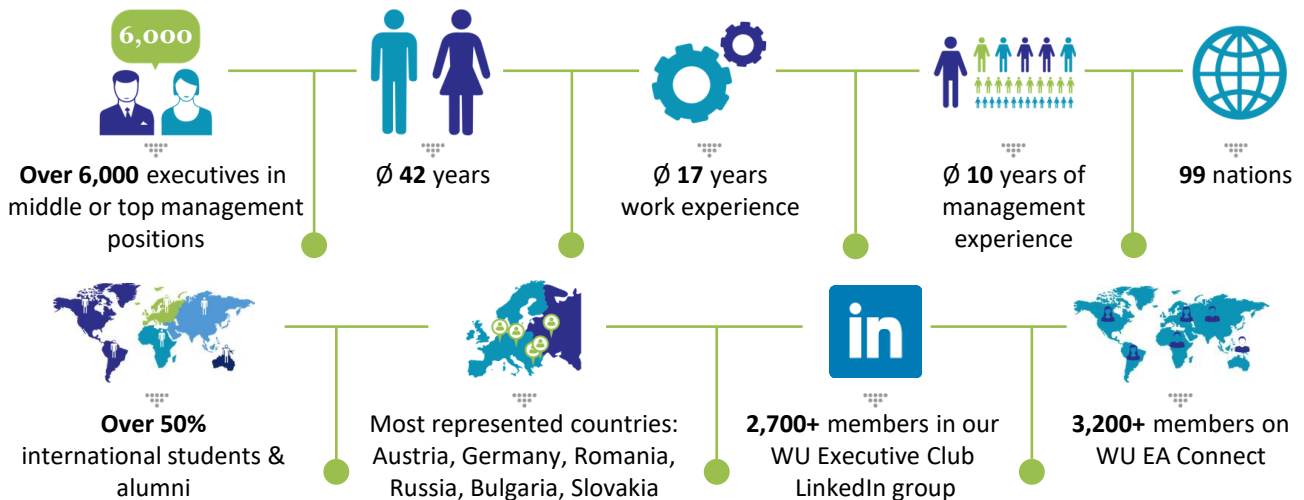 6,000
Over 6,000 executives in
middle or top management
positions
Ø 42 years
Ø 17 years
work experience
Ø 10 years of
management
experience
99 nations
Over 50%
international students &
alumni
Most represented countries:
Austria, Germany, Romania,
Russia, Bulgaria, Slovakia
in
2,700+ members in our
WU Executive Club
LinkedIn group
3,200+ members on
WU EA Connect